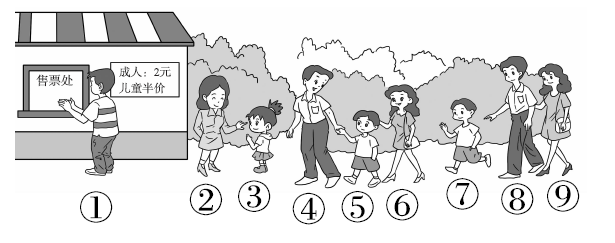 售票处
成人：2元
儿童半价
① ② ③ ④ ⑤ ⑥ ⑦ ⑧ ⑨